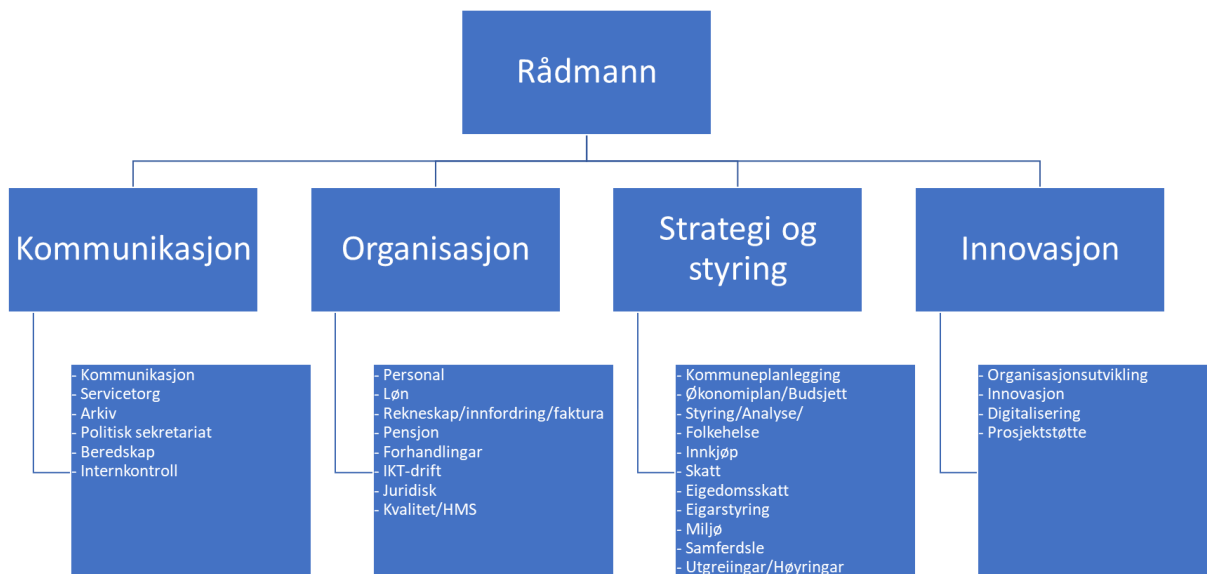 Rådmann
Kommunikasjon
Organisasjon
Strategi og
styring
Innovasjon
- Kommunikasjon
- Servicetorg
- Arkiv
- Politisk sekretariat
- Beredskap
- Internkontroll
- Personal
- Løn
- Rekneskap/innfordring/faktura
- Pensjon
- Forhandlingar
- IKT-drift
- Juridisk
- Kvalitet/HMS
- Kommuneplanlegging
- Økonomiplan/Budsjett
- Styring/Analyse/
- Folkehelse
- Innkjøp
- Skatt
- Eigedomsskatt
- Eigarstyring
- Miljø
- Samferdsle
- Utgreiingar/Høyringar
- Organisasjonsutvikling
- Innovasjon
- Digitalisering
- Prosjektstøtte